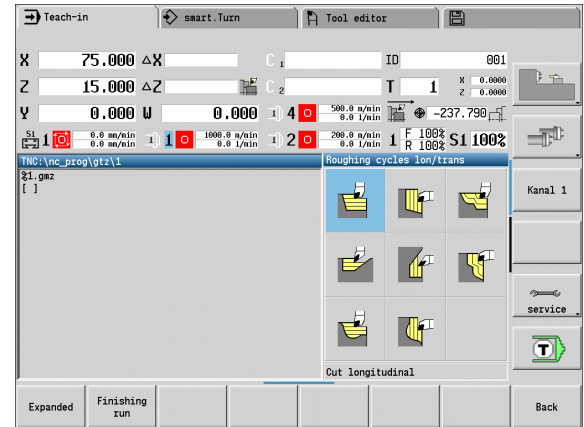 Teach-in smart.Turn Tool editor
X 75.000 △X C 1 ID 001
Z 15.000 △Z C 2 T 1 X 0.0000
Z 0.0000
Y 0.000 U 0.000 4 500.0 m/min
0.0 1/min -237.790
S1 1 0.0 mm/min
0.0 mm/min 1 1000.0 m/min
0.0 1/min 2 200.0 m/min
0.0 1/min 1 F 100%
R 100% S1 100%
TNC:\nc_prog\gtz\1 Roughing cycles lon/trans
%1.gmz
[ ]
Kanal 1
service
T
Cut longitudinal
Expanded Finishing
run Back